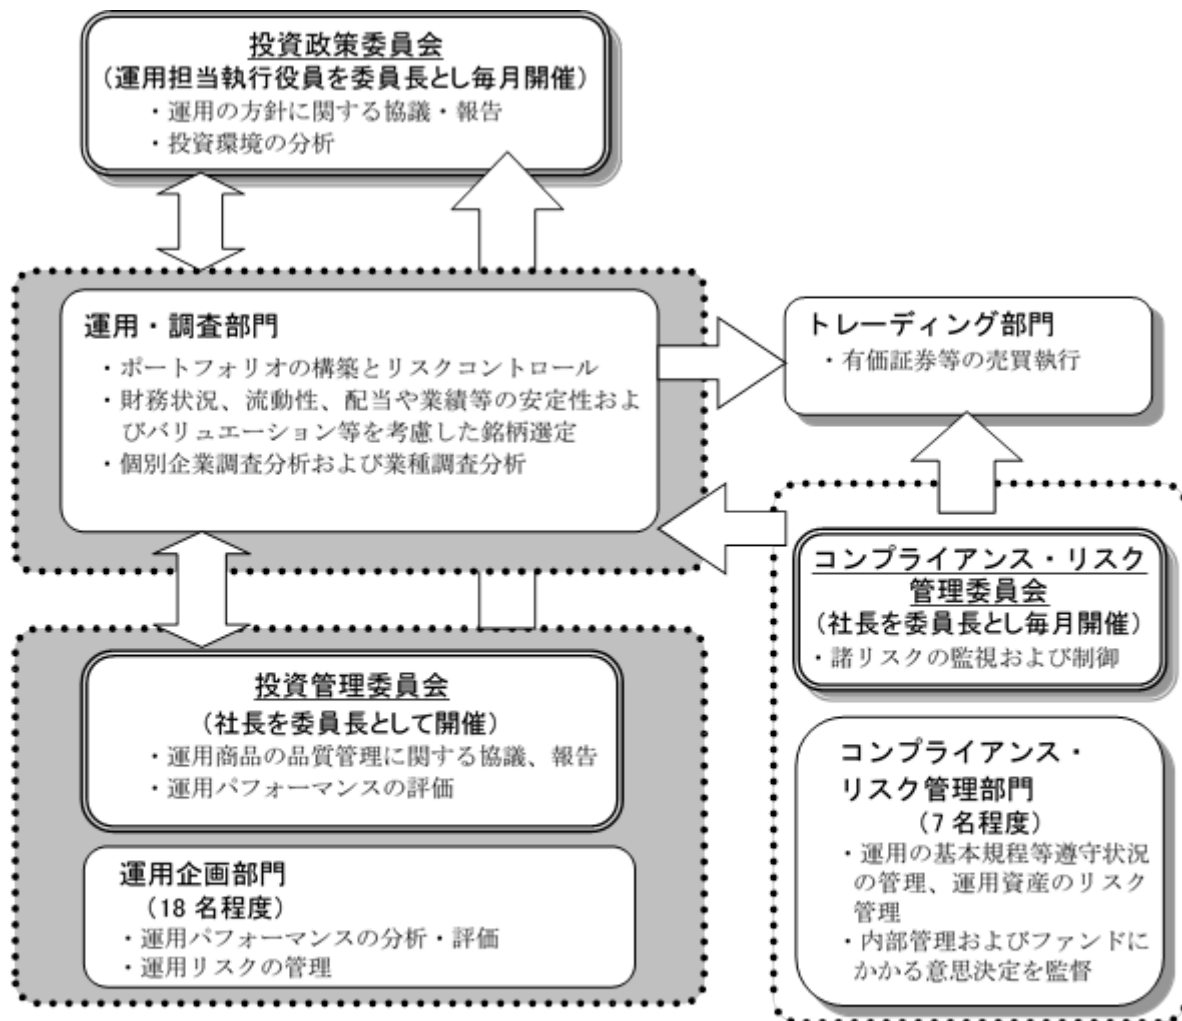 投資政策委員会
(運用担当執行役員を委員長とし毎月開催)
・運用の方針に関する協議・報告
・投資環境の分析
運用・調査部門
・ポートフォリオの構築とリスクコントロール
・財務状況、流動性、配当や業績等の安定性およ
びバリュエーション等を考慮した銘柄選定
・個別企業調査分析および業種調査分析
トレーディング部門
・有価証券等の売買執行
コンプライアンス・リスク
管理委員会
(社長を委員長とし毎月開催)
・諸リスクの監視および制御
投資管理委員会
(社長を委員長として開催)
・運用商品の品質管理に関する協議、報告
・運用パフォーマンスの評価
運用企画部門
(18 名程度)
・運用パフォーマンスの分析・評価
・運用リスクの管理
コンプライアンス・
リスク管理部門
(7 名程度)
・運用の基本規程等遵守状況
の管理、運用資産のリスク
管理
・内部管理およびファンドに
かかる意思決定を監督